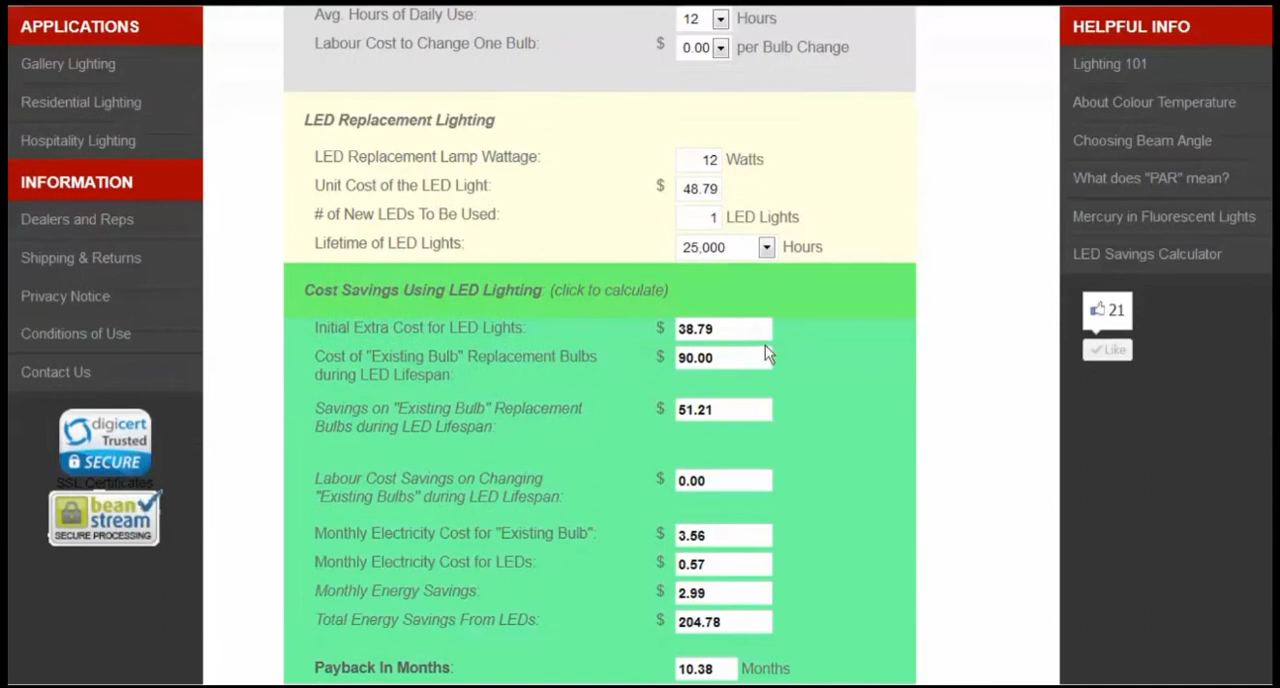 APPLICATIONS
Gallery Lighting
Residential Lighting
Hospitality Lighting
INFORMATION
Dealers and Reps
Shipping & Returns
Privacy Notice
Conditions of Use
Contact Us
digicert
Trusted
SECURE
SSL Certificates
bean
stream
SECURE PROCESSING
Avg. Hours of Daily Use: 12 Hours
Labour Cost to Change One Bulb: $ 0.00 per Bulb Change
LED Replacement Lighting
LED Replacement Lamp Wattage: 12 Watts
Unit Cost of the LED Light: $ 48.79
# of New LEDs To Be Used: 1 LED Lights
Lifetime of LED Lights: 25,000 Hours
Cost Savings Using LED Lighting: (click to calculate)
Initial Extra Cost for LED Lights: $ 38.79
Cost of "Existing Bulb" Replacement Bulbs $ 90.00
during LED Lifespan:
Savings on "Existing Bulb" Replacement $ 51.21
Bulbs during LED Lifespan:
Labour Cost Savings on Changing $ 0.00
"Existing Bulbs" during LED Lifespan:
Monthly Electricity Cost for "Existing Bulb": $ 3.56
Monthly Electricity Cost for LEDs: $ 0.57
Monthly Energy Savings: $ 2.99
Total Energy Savings From LEDs: $ 204.78
Payback In Months: 10.38 Months
HELPFUL INFO
Lighting 101
About Colour Temperature
Choosing Beam Angle
What does "PAR" mean?
Mercury in Fluorescent Lights
LED Savings Calculator
21
Like